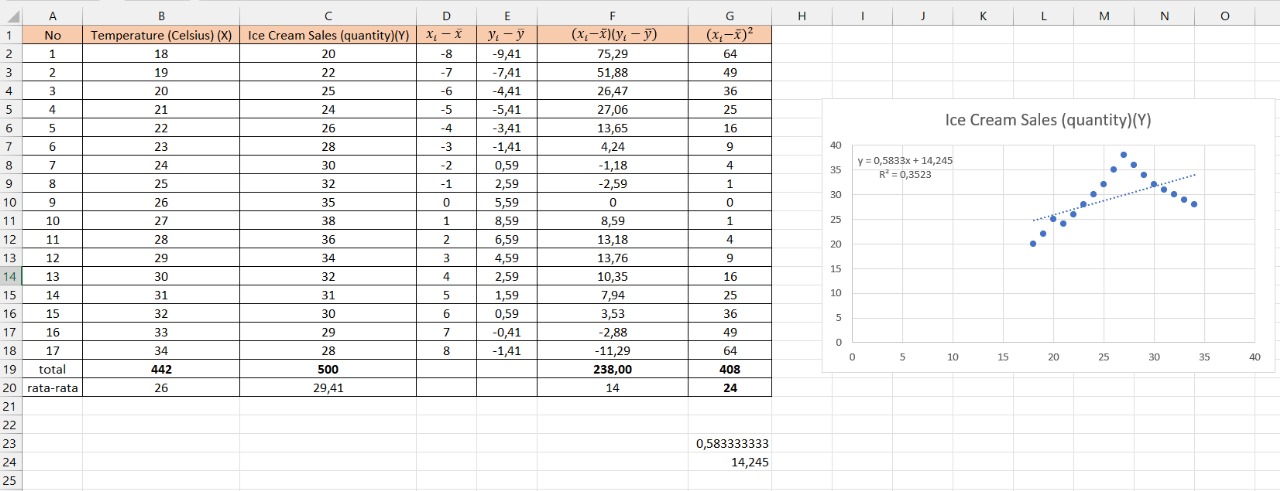 A B C D E F G H I J K L M N O
1 No Temperature (Celsius) (X) Ice Cream Sales (quantity)(Y) xᵢ − x̄ yᵢ − ȳ (xᵢ−x̄)(yᵢ − ȳ) (xᵢ−x̄)²
2 1 18 20 -8 -9,41 75,29 64
3 2 19 22 -7 -7,41 51,88 49
4 3 20 25 -6 -4,41 26,47 36
5 4 21 24 -5 -5,41 27,06 25
6 5 22 26 -4 -3,41 13,65 16
7 6 23 28 -3 -1,41 4,24 9
8 7 24 30 -2 0,59 -1,18 4
9 8 25 32 -1 2,59 -2,59 1
10 9 26 35 0 5,59 0 0
11 10 27 38 1 8,59 8,59 1
12 11 28 36 2 6,59 13,18 4
13 12 29 34 3 4,59 13,76 9
14 13 30 32 4 2,59 10,35 16
15 14 31 31 5 1,59 7,94 25
16 15 32 30 6 0,59 3,53 36
17 16 33 29 7 -0,41 -2,88 49
18 17 34 28 8 -1,41 -11,29 64
19 total 442 500 238,00 408
20 rata-rata 26 29,41 14 24
21
22
23 0,583333333
24 14,245
25
Ice Cream Sales (quantity)(Y)
y = 0,5833x + 14,245
R² = 0,3523
40
35
30
25
20
15
10
5
0
0 5 10 15 20 25 30 35 40